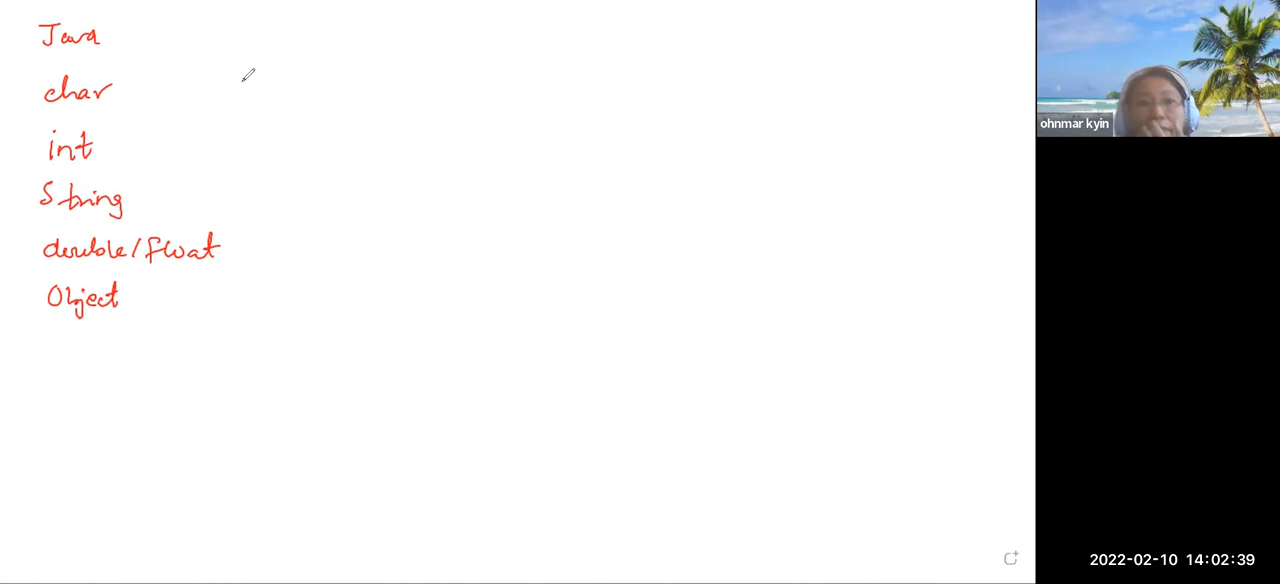 Java
char
int
String
double/float
Object
ohnmar kyin
2022-02-10 14:02:39